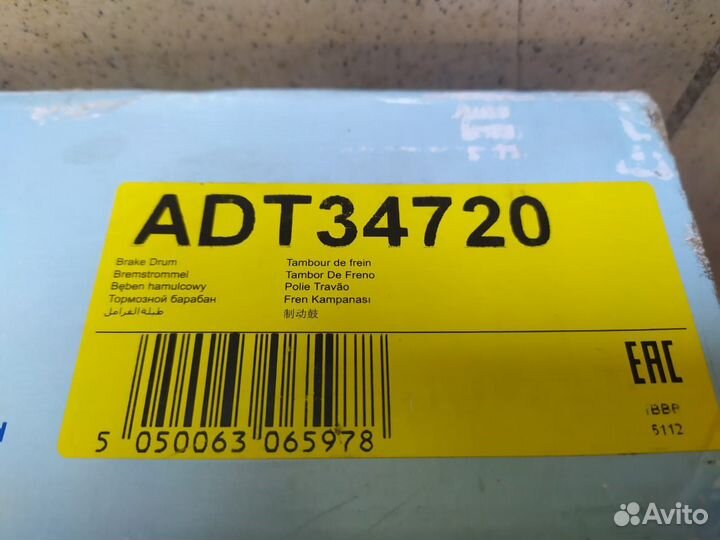 ADT34720
Brake Drum
Bremstrommel
Bęben hamulcowy
Тормозной барабан
طبلة الفرامل
Tambour de frein
Tambor De Freno
Polie Travão
Fren Kampanası
制动鼓
EAC
5112
5 050063 065978
Avito